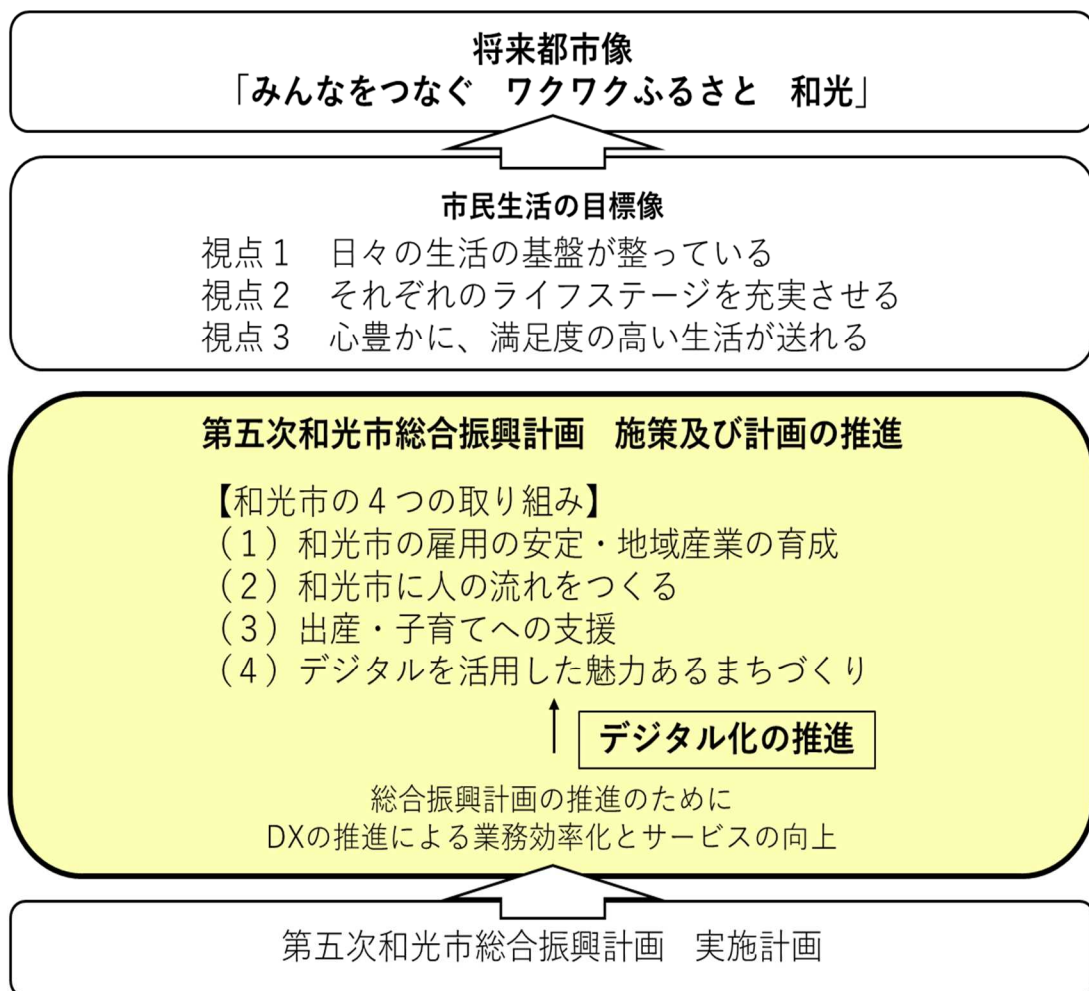 将来都市像
「みんなをつなぐ　ワクワクふるさと　和光」
市民生活の目標像
視点１　日々の生活の基盤が整っている
視点２　それぞれのライフステージを充実させる
視点３　心豊かに、満足度の高い生活が送れる
第五次和光市総合振興計画　施策及び計画の推進
【和光市の４つの取り組み】
（１）和光市の雇用の安定・地域産業の育成
（２）和光市に人の流れをつくる
（３）出産・子育てへの支援
（４）デジタルを活用した魅力あるまちづくり
デジタル化の推進
総合振興計画の推進のために
DXの推進による業務効率化とサービスの向上
第五次和光市総合振興計画　実施計画